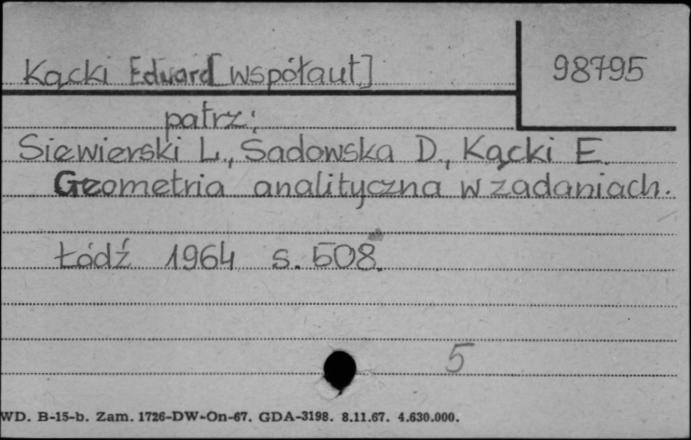 Kącki Eduard [współaut] 98795
patrz:
Siewierski L., Sadowska D., Kącki E.
Geometria analityczna w zadaniach.
Łódź 1964 s. 508.
5
WD. B-15-b. Zam. 1726-DW-On-67. GDA-3198. 8.11.67. 4.630.000.